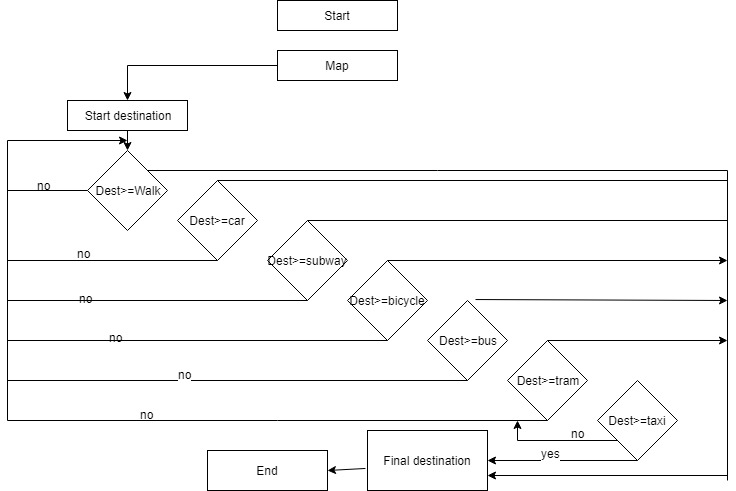 Start
Map
Start destination
no
Dest>=Walk
Dest>=car
no
Dest>=subway
no
Dest>=bicycle
no
Dest>=bus
no
Dest>=tram
no
Dest>=taxi
no
yes
Final destination
End